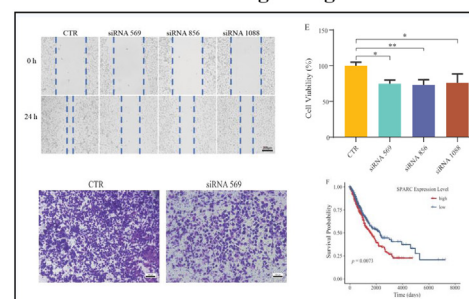 CTR siRNA 569 siRNA 856 siRNA 1088
0 h
24 h
CTR siRNA 569
E
Cell Viability (%)
150
100
50
0
*
**
*
CTR
siRNA 569
siRNA 856
siRNA 1088
F
SPARC Expression Level
high
low
Survival Probability
1.00
0.75
0.50
0.25
0.00
p = 0.0073
0 2000 4000 6000 8000
Time (days)